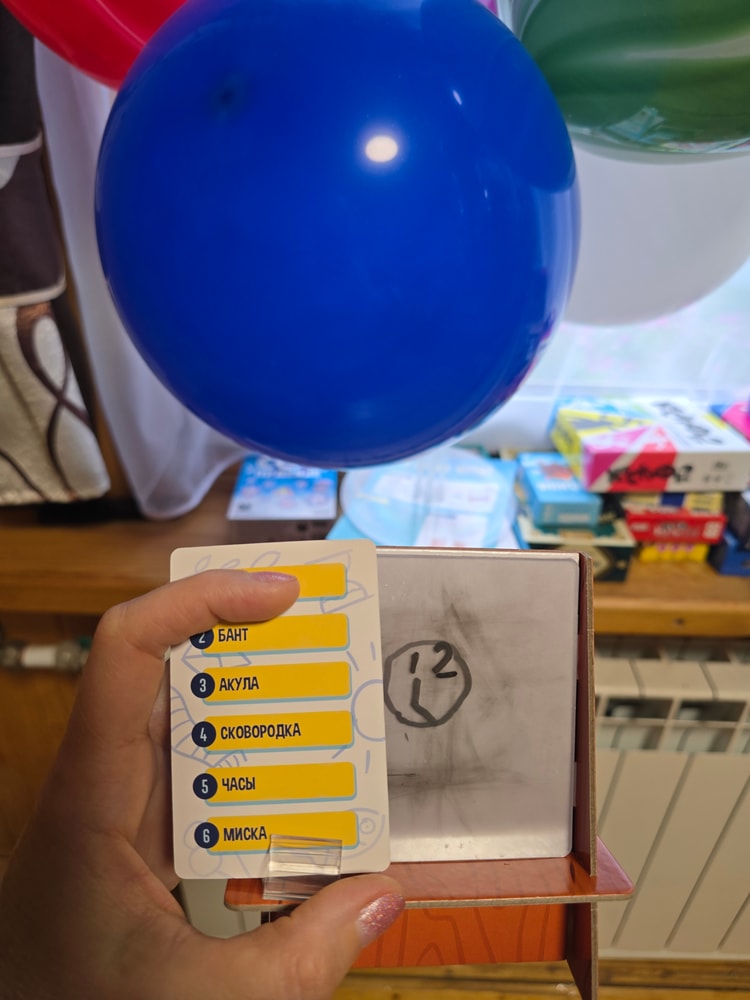 2 БАНТ
3 АКУЛА
4 СКОВОРОДКА
5 ЧАСЫ
6 МИСКА
12